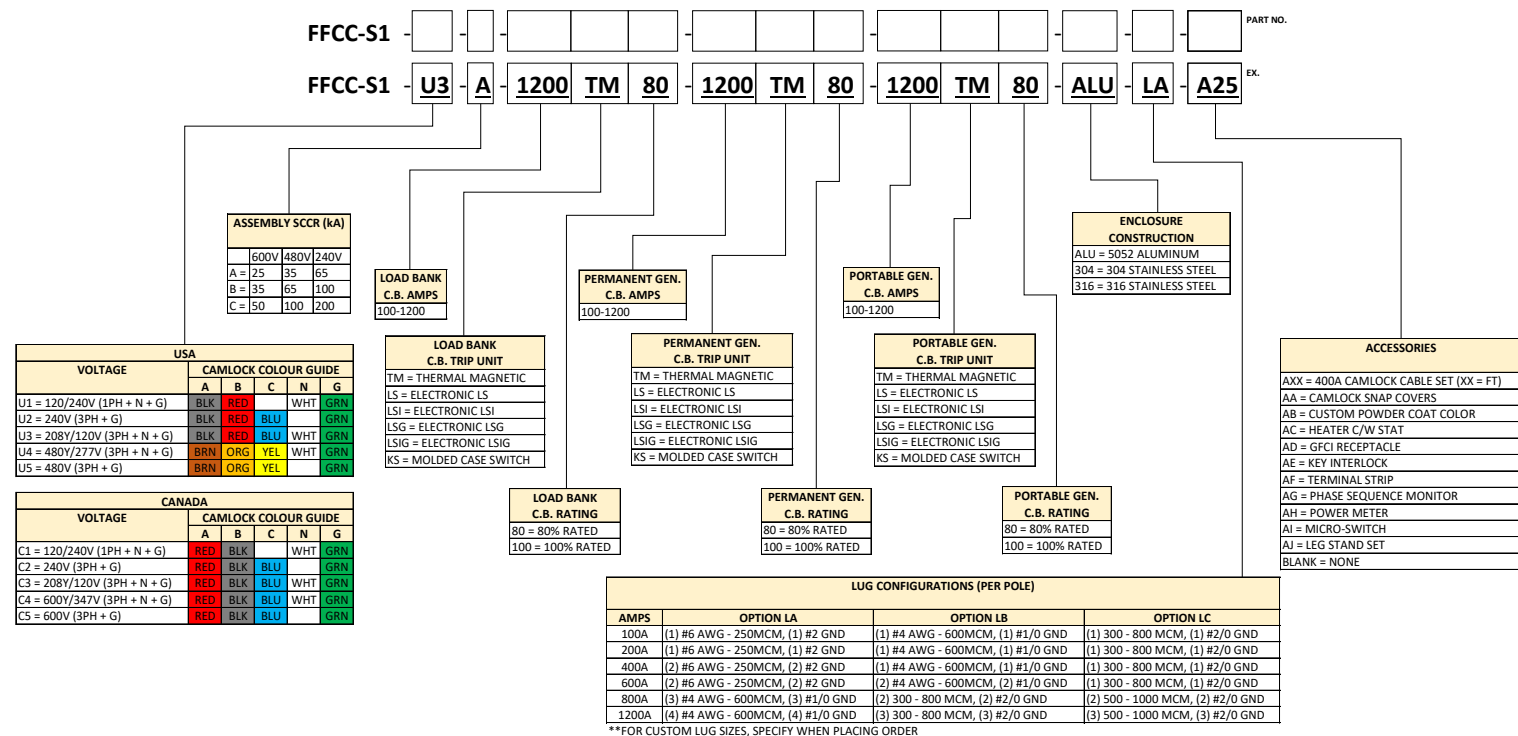 FFCC-S1 - - - - - - - PART NO.
FFCC-S1 - U3 - A - 1200 TM 80 - 1200 TM 80 - 1200 TM 80 - ALU - LA - A25 EX.
ASSEMBLY SCCR (kA)
600V 480V 240V
A = 25 35 65
B = 35 65 100
C = 50 100 200
LOAD BANK
C.B. AMPS
100-1200
PERMANENT GEN.
C.B. AMPS
100-1200
PORTABLE GEN.
C.B. AMPS
100-1200
ENCLOSURE
CONSTRUCTION
ALU = 5052 ALUMINUM
304 = 304 STAINLESS STEEL
316 = 316 STAINLESS STEEL
LOAD BANK
C.B. TRIP UNIT
TM = THERMAL MAGNETIC
LS = ELECTRONIC LS
LSI = ELECTRONIC LSI
LSG = ELECTRONIC LSG
LSIG = ELECTRONIC LSIG
KS = MOLDED CASE SWITCH
PERMANENT GEN.
C.B. TRIP UNIT
TM = THERMAL MAGNETIC
LS = ELECTRONIC LS
LSI = ELECTRONIC LSI
LSG = ELECTRONIC LSG
LSIG = ELECTRONIC LSIG
KS = MOLDED CASE SWITCH
PORTABLE GEN.
C.B. TRIP UNIT
TM = THERMAL MAGNETIC
LS = ELECTRONIC LS
LSI = ELECTRONIC LSI
LSG = ELECTRONIC LSG
LSIG = ELECTRONIC LSIG
KS = MOLDED CASE SWITCH
USA
VOLTAGE CAMLOCK COLOUR GUIDE
A B C N G
U1 = 120/240V (1PH + N + G) BLK RED WHT GRN
U2 = 240V (3PH + G) BLK RED BLU GRN
U3 = 208Y/120V (3PH + N + G) BLK RED BLU WHT GRN
U4 = 480Y/277V (3PH + N + G) BRN ORG YEL WHT GRN
U5 = 480V (3PH + G) BRN ORG YEL GRN
CANADA
VOLTAGE CAMLOCK COLOUR GUIDE
A B C N G
C1 = 120/240V (1PH + N + G) RED BLK WHT GRN
C2 = 240V (3PH + G) RED BLK BLU GRN
C3 = 208Y/120V (3PH + N + G) RED BLK BLU WHT GRN
C4 = 600Y/347V (3PH + N + G) RED BLK BLU WHT GRN
C5 = 600V (3PH + G) RED BLK BLU GRN
LOAD BANK
C.B. RATING
80 = 80% RATED
100 = 100% RATED
PERMANENT GEN.
C.B. RATING
80 = 80% RATED
100 = 100% RATED
PORTABLE GEN.
C.B. RATING
80 = 80% RATED
100 = 100% RATED
ACCESSORIES
AXX = 400A CAMLOCK CABLE SET (XX = FT)
AA = CAMLOCK SNAP COVERS
AB = CUSTOM POWDER COAT COLOR
AC = HEATER C/W STAT
AD = GFCI RECEPTACLE
AE = KEY INTERLOCK
AF = TERMINAL STRIP
AG = PHASE SEQUENCE MONITOR
AH = POWER METER
AI = MICRO-SWITCH
AJ = LEG STAND SET
BLANK = NONE
LUG CONFIGURATIONS (PER POLE)
AMPS OPTION LA OPTION LB OPTION LC
100A (1) #6 AWG - 250MCM, (1) #2 GND (1) #4 AWG - 600MCM, (1) #1/0 GND (1) 300 - 800 MCM, (1) #2/0 GND
200A (1) #6 AWG - 250MCM, (1) #2 GND (1) #4 AWG - 600MCM, (1) #1/0 GND (1) 300 - 800 MCM, (1) #2/0 GND
400A (2) #6 AWG - 250MCM, (2) #2 GND (1) #4 AWG - 600MCM, (1) #1/0 GND (1) 300 - 800 MCM, (1) #2/0 GND
600A (2) #6 AWG - 250MCM, (2) #2 GND (2) #4 AWG - 600MCM, (2) #1/0 GND (1) 300 - 800 MCM, (1) #2/0 GND
800A (3) #4 AWG - 600MCM, (3) #1/0 GND (2) 300 - 800 MCM, (2) #2/0 GND (2) 500 - 1000 MCM, (2) #2/0 GND
1200A (4) #4 AWG - 600MCM, (4) #1/0 GND (3) 300 - 800 MCM, (3) #2/0 GND (3) 500 - 1000 MCM, (3) #2/0 GND
**FOR CUSTOM LUG SIZES, SPECIFY WHEN PLACING ORDER